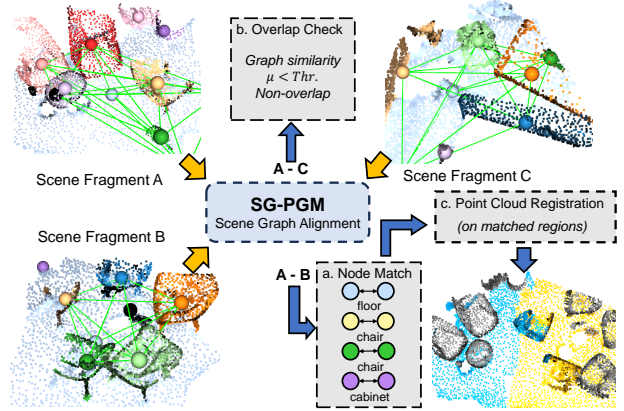 b. Overlap Check
Graph similarity
μ < Thr.
Non-overlap
A - C
Scene Fragment A
Scene Fragment C
SG-PGM
Scene Graph Alignment
c. Point Cloud Registration
(on matched regions)
Scene Fragment B
A - B
a. Node Match
floor
chair
chair
cabinet